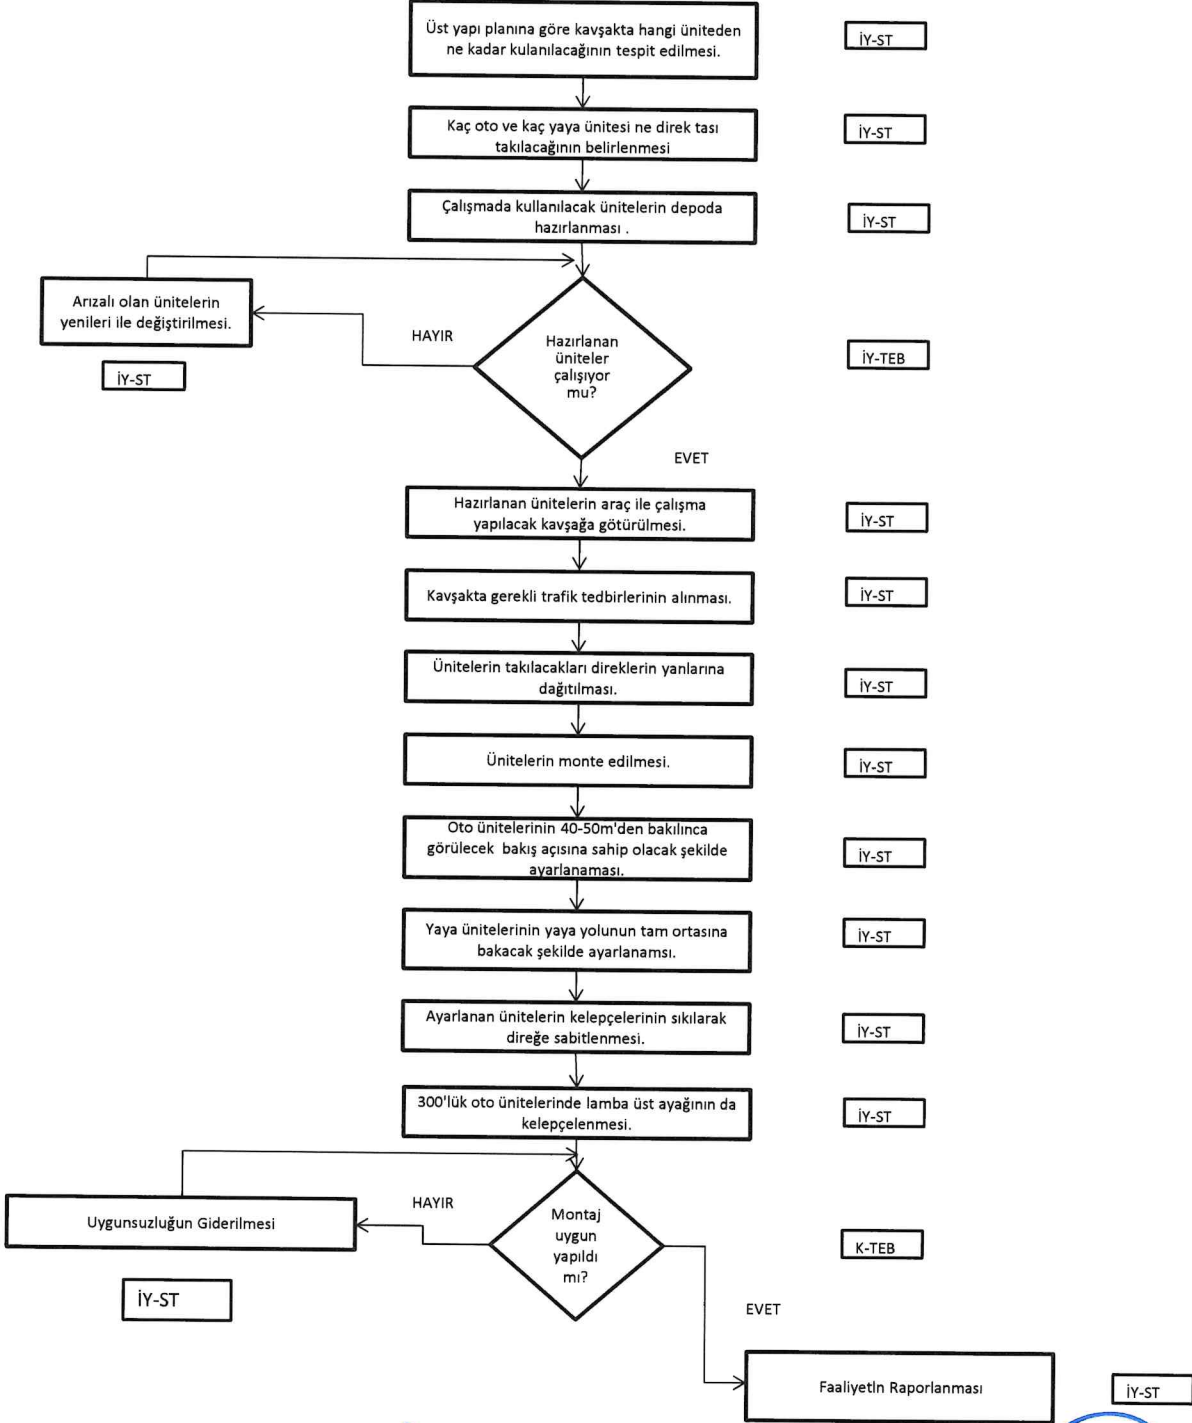 Üst yapı planına göre kavşakta hangi üniteden
ne kadar kulanılacağının tespit edilmesi.
İY-ST
Kaç oto ve kaç yaya ünitesi ne direk tası
takılacağının belirlenmesi
İY-ST
Çalışmada kullanılacak ünitelerin depoda
hazırlanması .
İY-ST
Arızalı olan ünitelerin
yenileri ile değiştirilmesi.
İY-ST
HAYIR
Hazırlanan
üniteler
çalışıyor
mu?
İY-TEB
EVET
Hazırlanan ünitelerin araç ile çalışma
yapılacak kavşağa götürülmesi.
İY-ST
Kavşakta gerekli trafik tedbirlerinin alınması.
İY-ST
Ünitelerin takılacakları direklerin yanlarına
dağıtılması.
İY-ST
Ünitelerin monte edilmesi.
İY-ST
Oto ünitelerinin 40-50m'den bakılınca
görülecek bakış açısına sahip olacak şekilde
ayarlanaması.
İY-ST
Yaya ünitelerinin yaya yolunun tam ortasına
bakacak şekilde ayarlanamsı.
İY-ST
Ayarlanan ünitelerin kelepçelerinin sıkılarak
direğe sabitlenmesi.
İY-ST
300'lük oto ünitelerinde lamba üst ayağının da
kelepçelenmesi.
İY-ST
Uygunsuzluğun Giderilmesi
İY-ST
HAYIR
Montaj
uygun
yapıldı
mı?
K-TEB
EVET
Faaliyetln Raporlanması
İY-ST